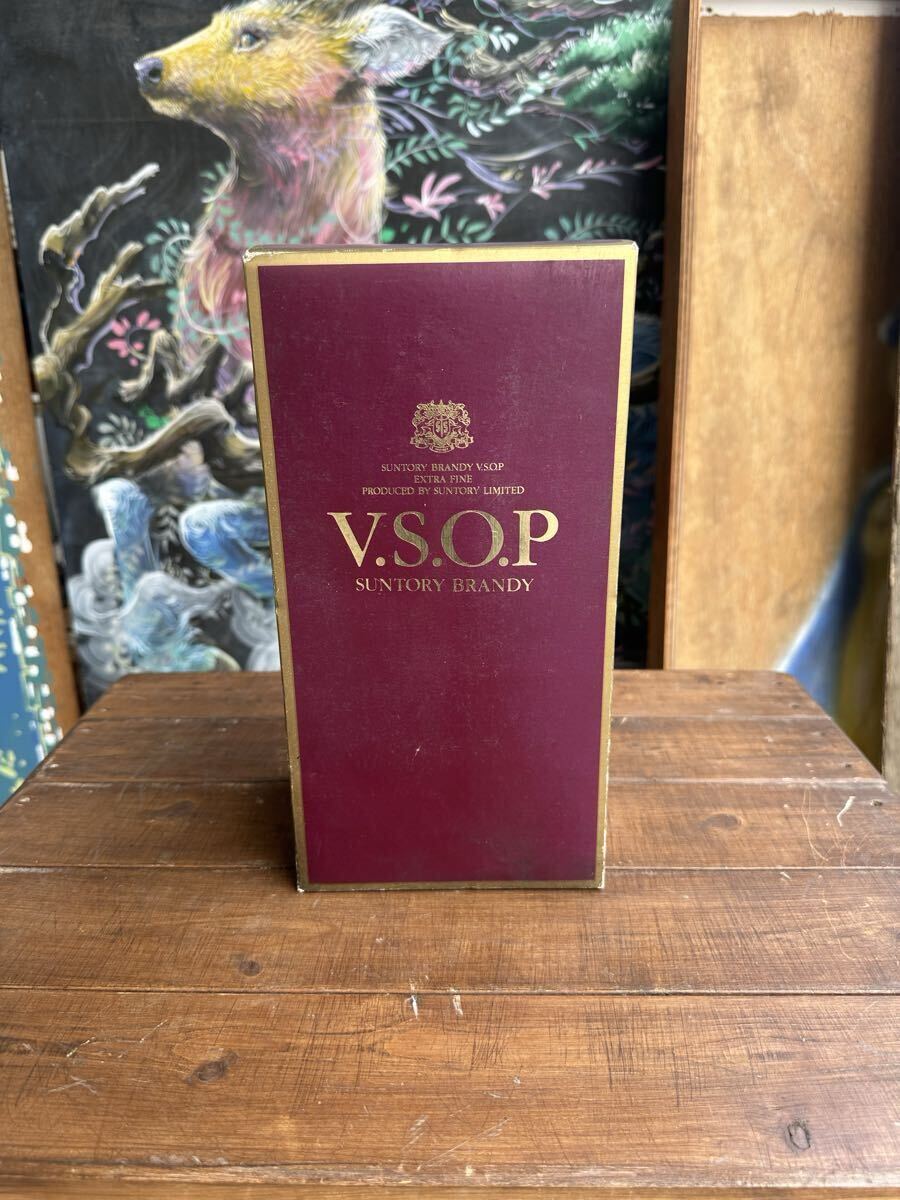 SUNTORY BRANDY V.S.O.P
EXTRA FINE
PRODUCED BY SUNTORY LIMITED
V.S.O.P
SUNTORY BRANDY